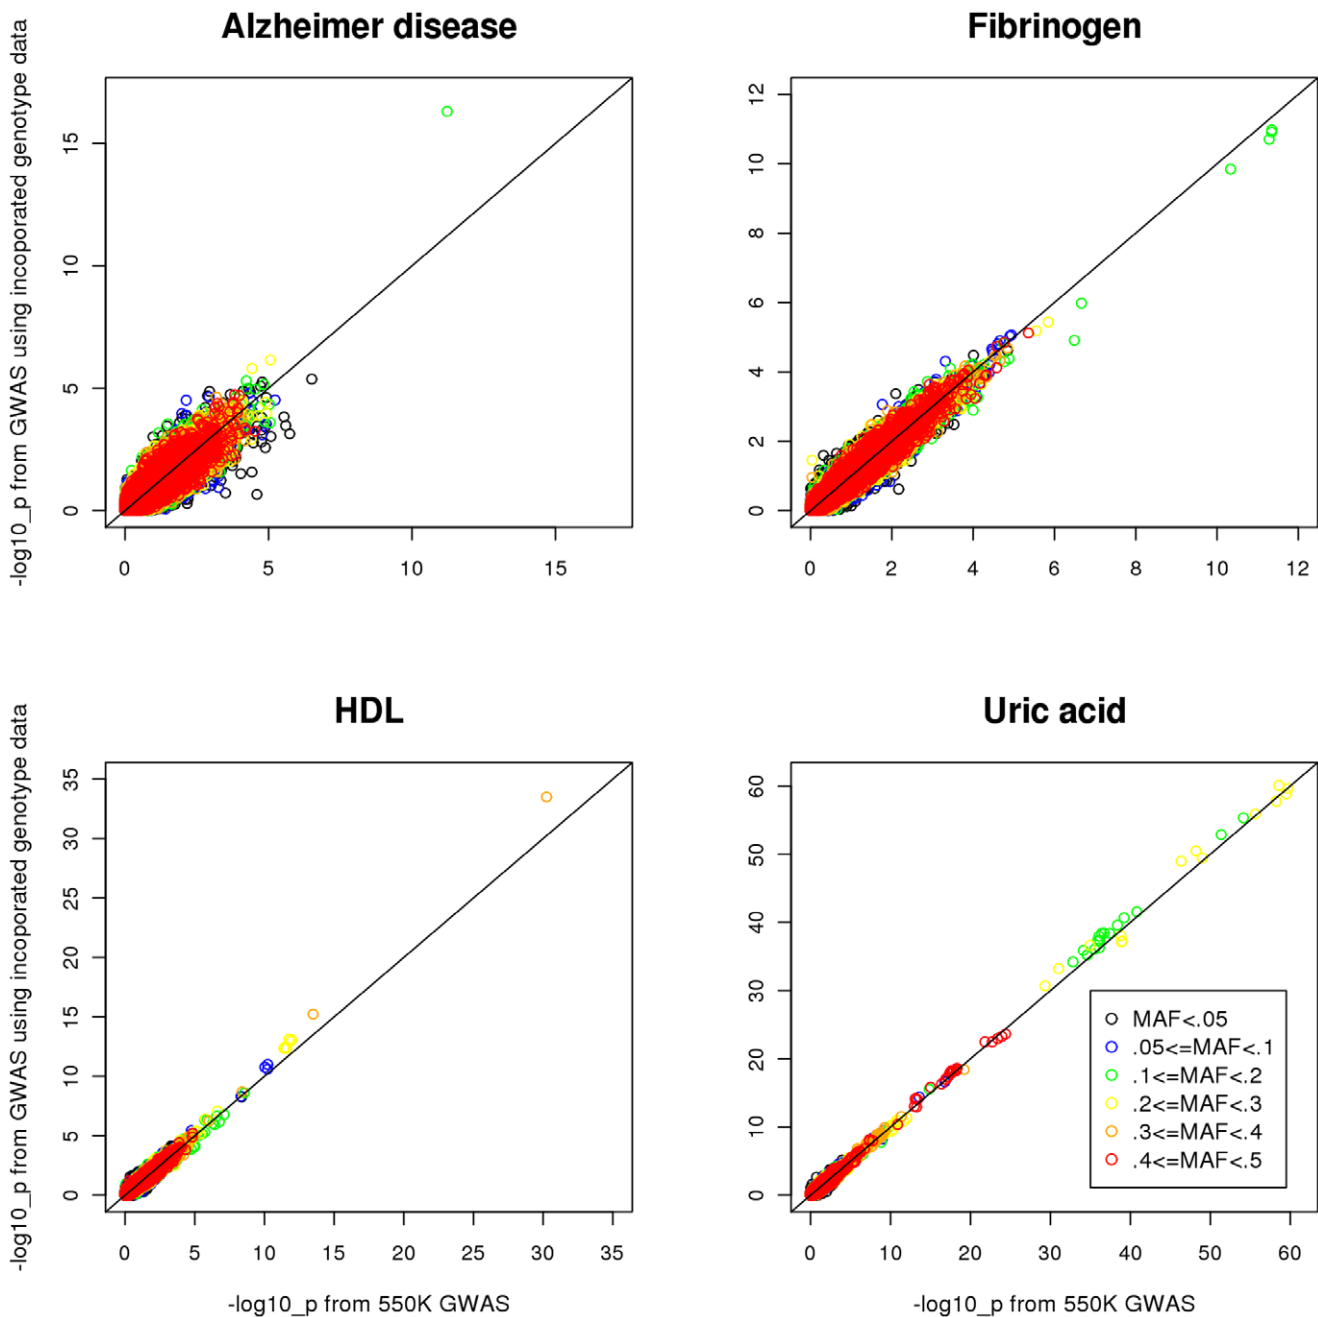 Alzheimer disease
-log10_p from GWAS using incoporated genotype data
15
10
5
0
0 5 10 15
Fibrinogen
12
10
8
6
4
2
0
0 2 4 6 8 10 12
HDL
-log10_p from GWAS using incoporated genotype data
35
30
25
20
15
10
5
0
0 5 10 15 20 25 30 35
-log10_p from 550K GWAS
Uric acid
60
50
40
30
20
10
0
0 10 20 30 40 50 60
-log10_p from 550K GWAS
MAF<.05
.05<=MAF<.1
.1<=MAF<.2
.2<=MAF<.3
.3<=MAF<.4
.4<=MAF<.5